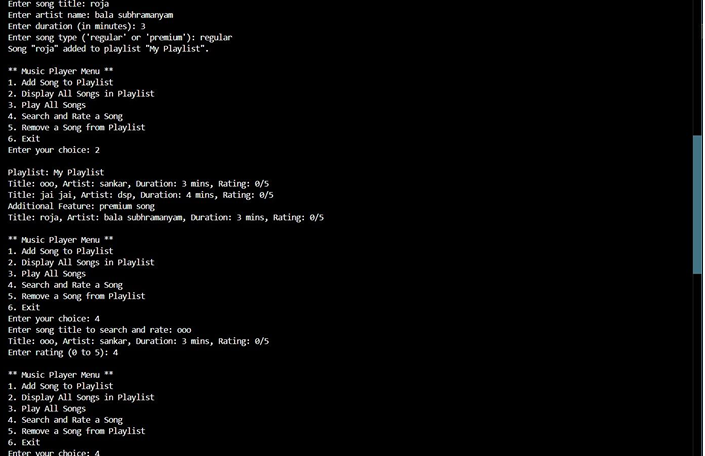 Enter song title: roja
Enter artist name: bala subhramanyam
Enter duration (in minutes): 3
Enter song type ('regular' or 'premium'): regular
Song "roja" added to playlist "My Playlist".
** Music Player Menu **
1. Add Song to Playlist
2. Display All Songs in Playlist
3. Play All Songs
4. Search and Rate a Song
5. Remove a Song from Playlist
6. Exit
Enter your choice: 2
Playlist: My Playlist
Title: ooo, Artist: sankar, Duration: 3 mins, Rating: 0/5
Title: jai jai, Artist: dsp, Duration: 4 mins, Rating: 0/5
Additional Feature: premium song
Title: roja, Artist: bala subhramanyam, Duration: 3 mins, Rating: 0/5
** Music Player Menu **
1. Add Song to Playlist
2. Display All Songs in Playlist
3. Play All Songs
4. Search and Rate a Song
5. Remove a Song from Playlist
6. Exit
Enter your choice: 4
Enter song title to search and rate: ooo
Title: ooo, Artist: sankar, Duration: 3 mins, Rating: 0/5
Enter rating (0 to 5): 4
** Music Player Menu **
1. Add Song to Playlist
2. Display All Songs in Playlist
3. Play All Songs
4. Search and Rate a Song
5. Remove a Song from Playlist
6. Exit
Enter your choice: 4